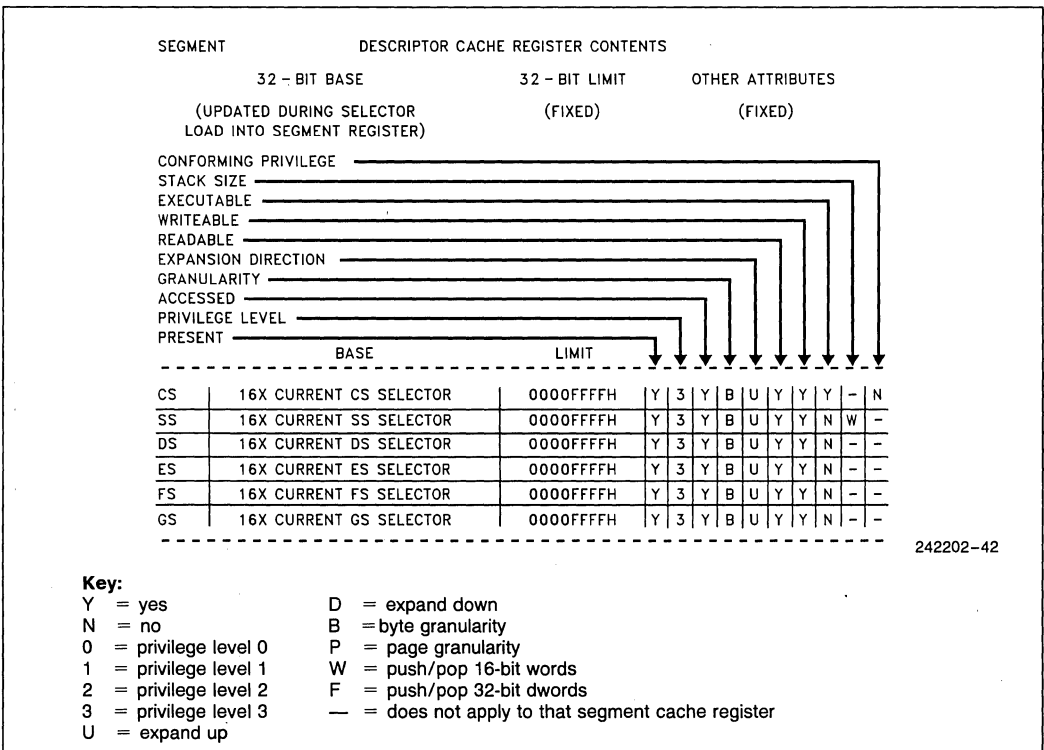 SEGMENT DESCRIPTOR CACHE REGISTER CONTENTS
32 - BIT BASE 32 - BIT LIMIT OTHER ATTRIBUTES
(UPDATED DURING SELECTOR (FIXED) (FIXED)
LOAD INTO SEGMENT REGISTER)
CONFORMING PRIVILEGE
STACK SIZE
EXECUTABLE
WRITEABLE
READABLE
EXPANSION DIRECTION
GRANULARITY
ACCESSED
PRIVILEGE LEVEL
PRESENT
BASE LIMIT
CS 16X CURRENT CS SELECTOR 0000FFFFH Y 3 Y B U Y Y Y - N
SS 16X CURRENT SS SELECTOR 0000FFFFH Y 3 Y B U Y Y N W -
DS 16X CURRENT DS SELECTOR 0000FFFFH Y 3 Y B U Y Y N - -
ES 16X CURRENT ES SELECTOR 0000FFFFH Y 3 Y B U Y Y N - -
FS 16X CURRENT FS SELECTOR 0000FFFFH Y 3 Y B U Y Y N - -
GS 16X CURRENT GS SELECTOR 0000FFFFH Y 3 Y B U Y Y N - -
242202-42
Key:
Y = yes D = expand down
N = no B =byte granularity
0 = privilege level 0 P = page granularity
1 = privilege level 1 W = push/pop 16-bit words
2 = privilege level 2 F = push/pop 32-bit dwords
3 = privilege level 3 — = does not apply to that segment cache register
U = expand up